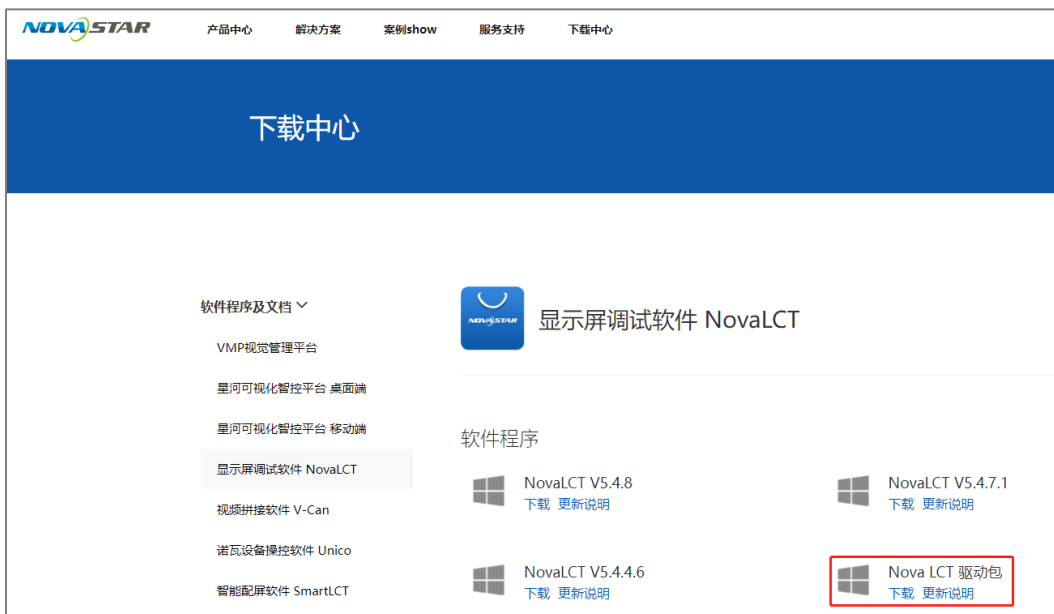 NOVASTAR 产品中心 解决方案 案例show 服务支持 下载中心
下载中心
软件程序及文档
VMP视觉管理平台
星河可视化智控平台 桌面端
星河可视化智控平台 移动端
显示屏调试软件 NovaLCT
视频拼接软件 V-Can
诺瓦设备操控软件 Unico
智能配屏软件 SmartLCT
NOVASTAR
显示屏调试软件 NovaLCT
软件程序
NovaLCT V5.4.8
下载 更新说明
NovaLCT V5.4.7.1
下载 更新说明
NovaLCT V5.4.4.6
下载 更新说明
Nova LCT 驱动包
下载 更新说明